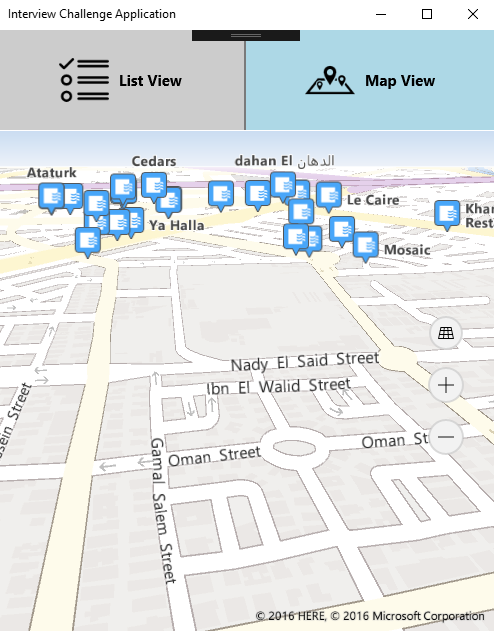 Interview Challenge Application
List View
Map View
Cedars
dahan El الدهان
Ataturk
Le Caire
Khan
Rest
Ya Halla
Mosaic
Nady El Said Street
Ibn El Walid Street
sein Street
Oman Street
Oman St
Gamal Salem Street
© 2016 HERE, © 2016 Microsoft Corporation